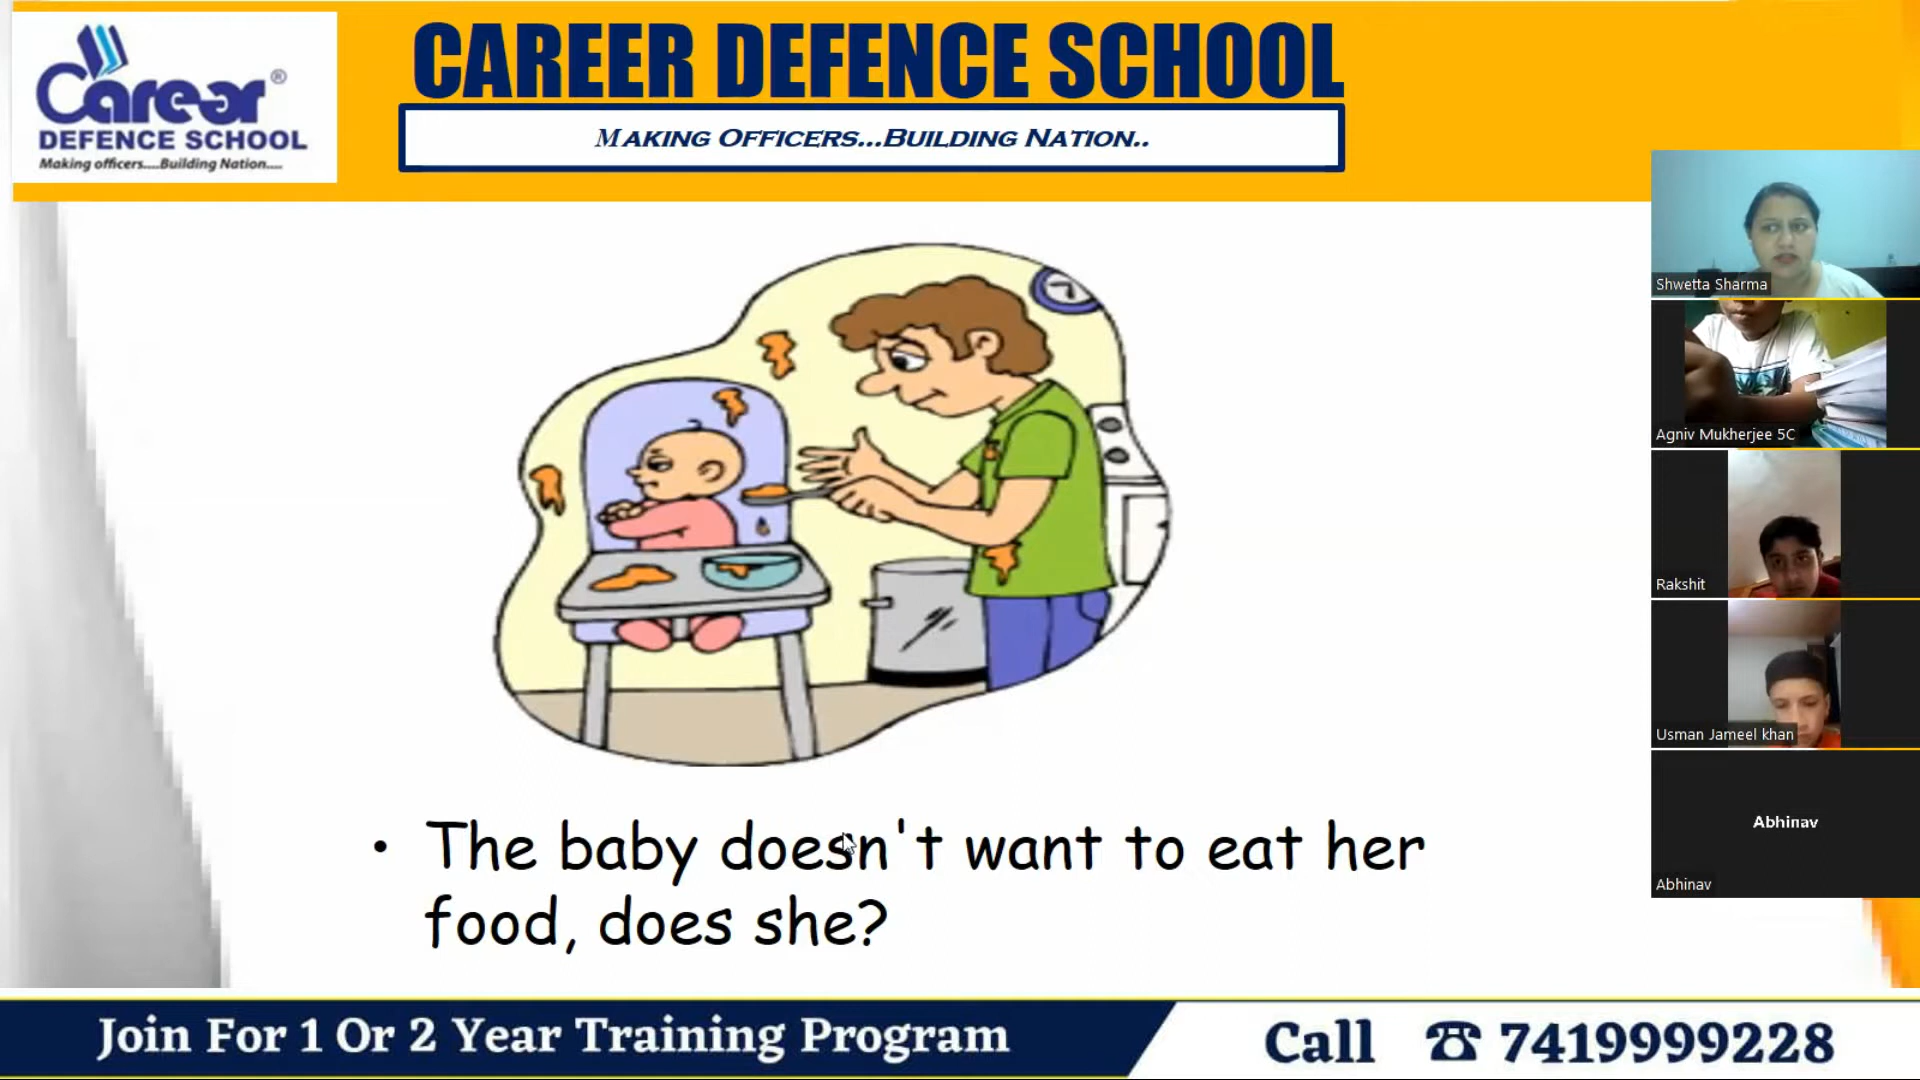 Career®
DEFENCE SCHOOL
Making officers....Building Nation....
CAREER DEFENCE SCHOOL
MAKING OFFICERS...BUILDING NATION..
Shwetta Sharma
Agniv Mukherjee 5C
Rakshit
Usman Jameel khan
Abhinav
Abhinav
• The baby doesn't want to eat her
food, does she?
Join For 1 Or 2 Year Training Program
Call ☎ 7419999228